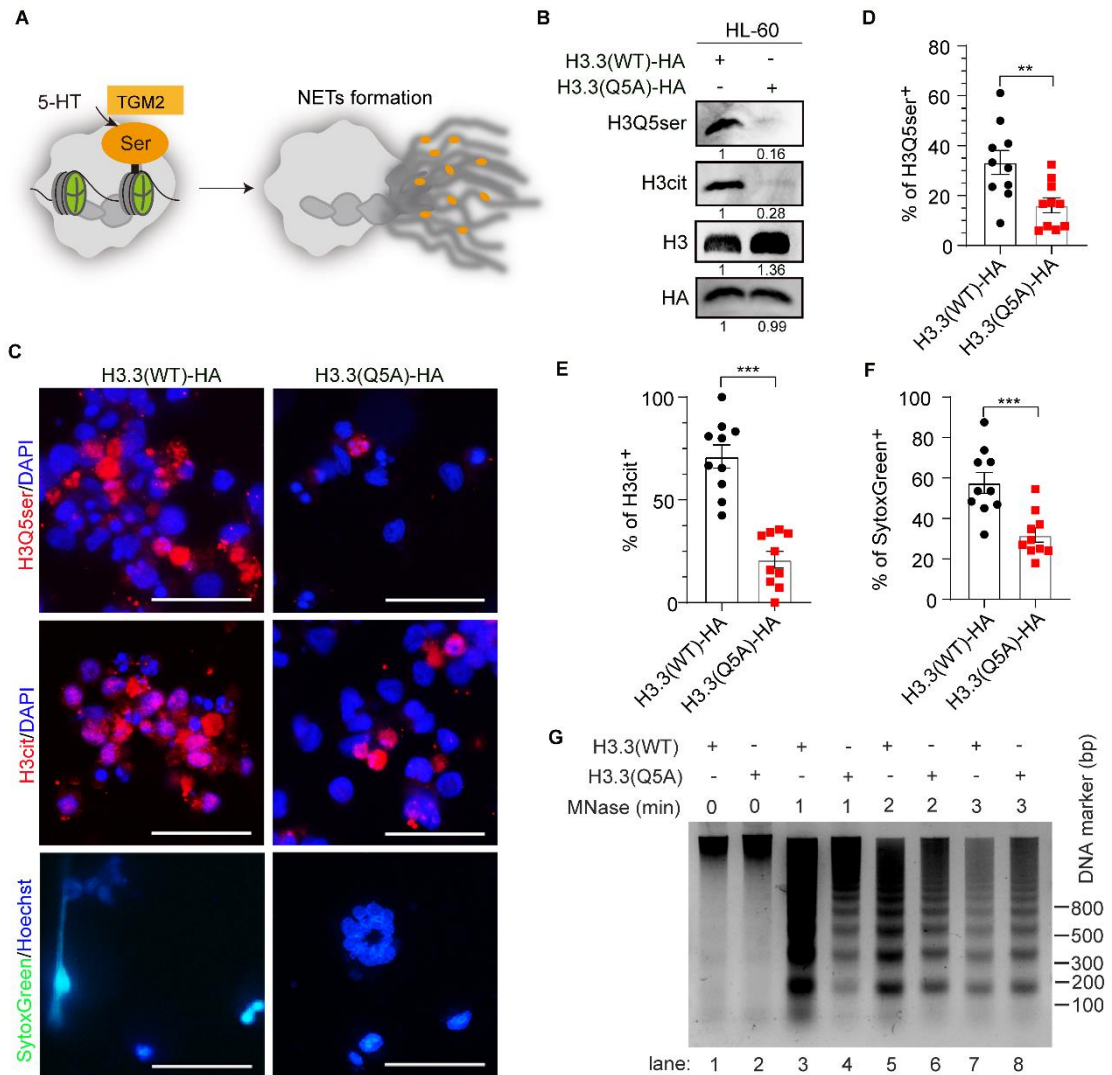 A
5-HT
TGM2
Ser
NETs formation
B
HL-60
H3.3(WT)-HA + -
H3.3(Q5A)-HA - +
H3Q5ser
1 0.16
H3cit
1 0.28
H3
1 1.36
HA
1 0.99
D
% of H3Q5ser+
80
60
40
20
0
**
H3.3(WT)-HA
H3.3(Q5A)-HA
C
H3.3(WT)-HA H3.3(Q5A)-HA
H3Q5ser/DAPI
H3cit/DAPI
SytoxGreen/Hoechst
E
% of H3cit+
100
50
0
***
H3.3(WT)-HA
H3.3(Q5A)-HA
F
% of SytoxGreen+
100
80
60
40
20
0
***
H3.3(WT)-HA
H3.3(Q5A)-HA
G
H3.3(WT) + - + - + - + -
H3.3(Q5A) - + - + - + - +
MNase (min) 0 0 1 1 2 2 3 3
DNA marker (bp)
800
500
300
200
100
lane: 1 2 3 4 5 6 7 8